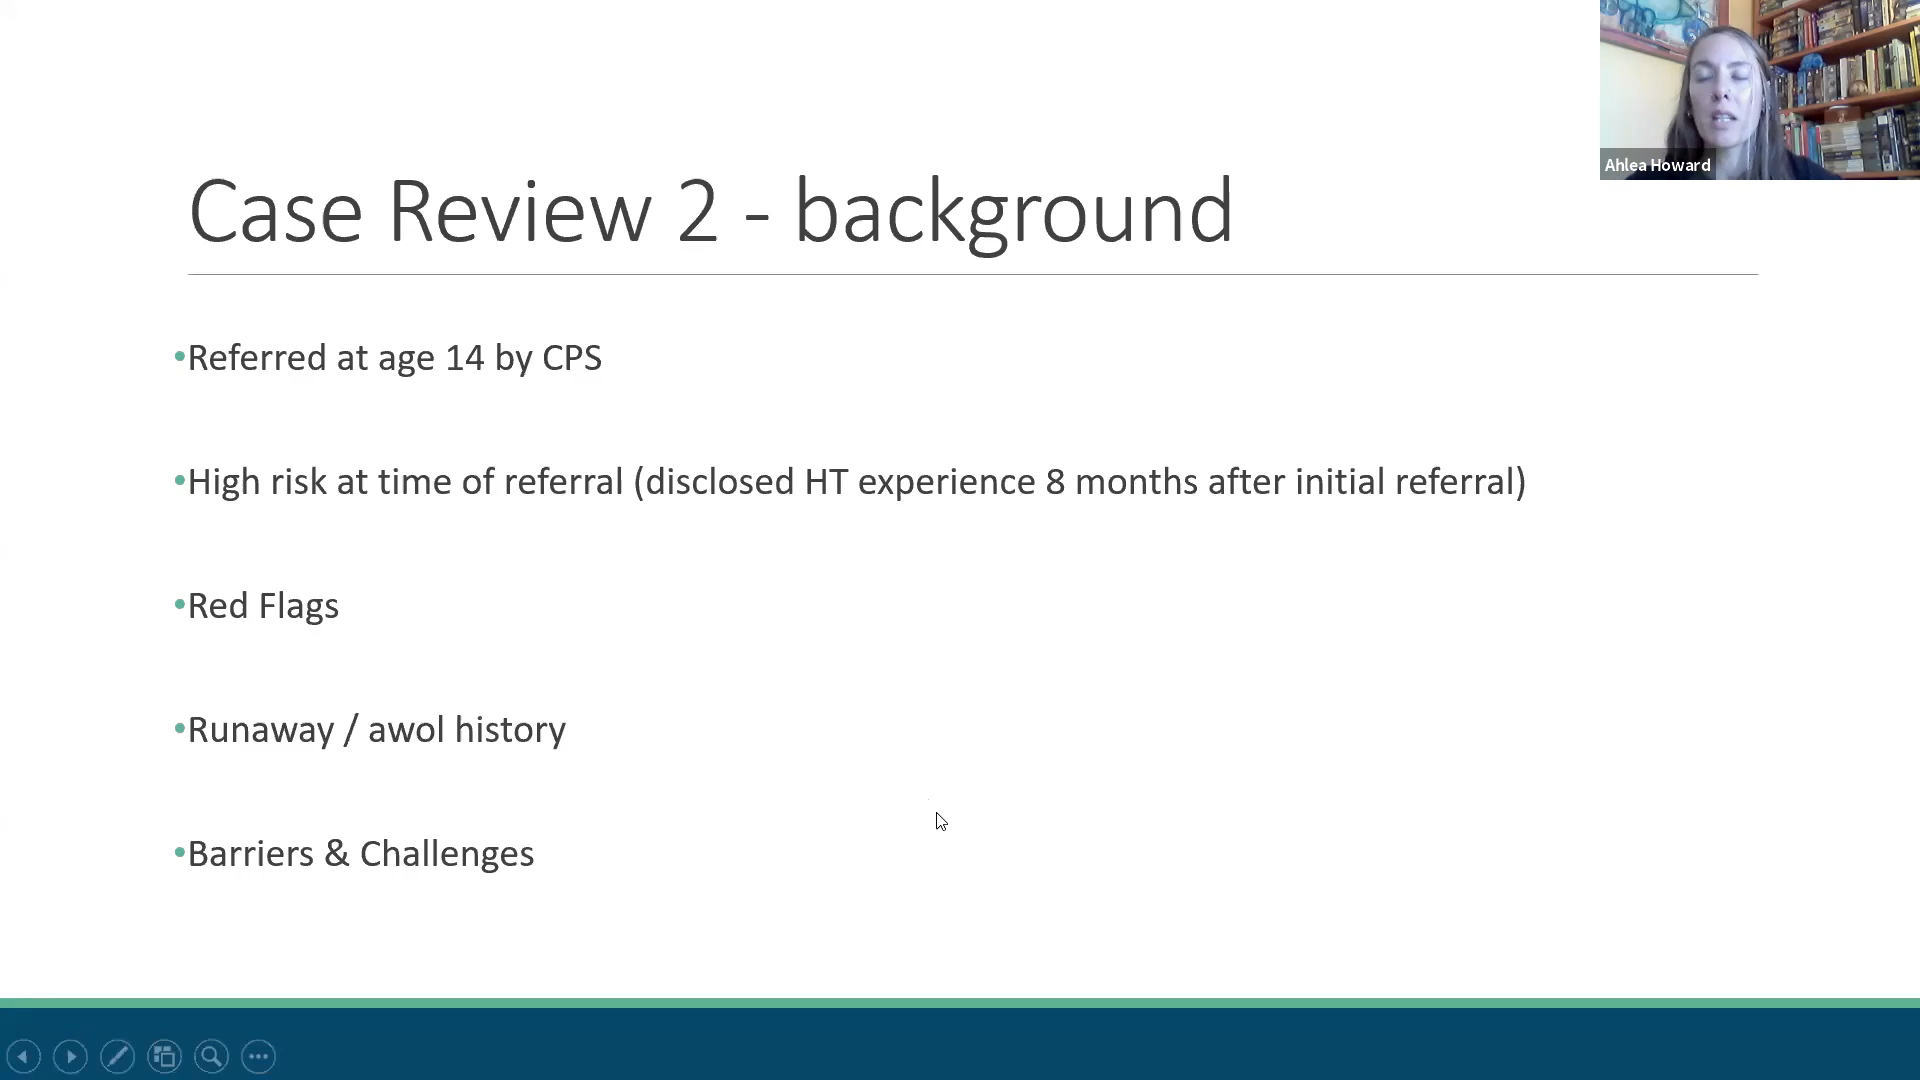 Ahlea Howard
Case Review 2 - background
•Referred at age 14 by CPS
•High risk at time of referral (disclosed HT experience 8 months after initial referral)
•Red Flags
•Runaway / awol history
•Barriers & Challenges